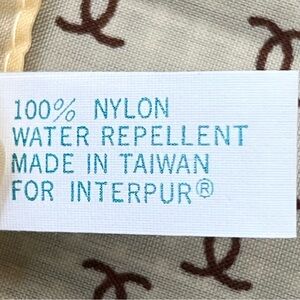 100% NYLON
WATER REPELLENT
MADE IN TAIWAN
FOR INTERPUR®